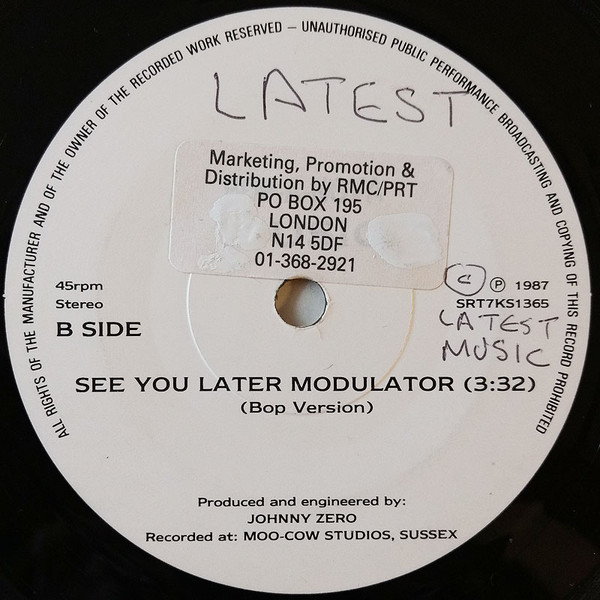 ALL RIGHTS OF THE MANUFACTURER AND OF THE OWNER OF THE RECORDED WORK RESERVED – UNAUTHORISED PUBLIC PERFORMANCE BROADCASTING AND COPYING OF THIS RECORD PROHIBITED
LATEST
Marketing, Promotion &
Distribution by RMC/PRT
PO BOX 195
LONDON
N14 5DF
01-368-2921
45rpm
Stereo
B SIDE
© ℗ 1987
SRT7KS1365
LATEST
MUSIC
SEE YOU LATER MODULATOR (3:32)
(Bop Version)
Produced and engineered by:
JOHNNY ZERO
Recorded at: MOO-COW STUDIOS, SUSSEX